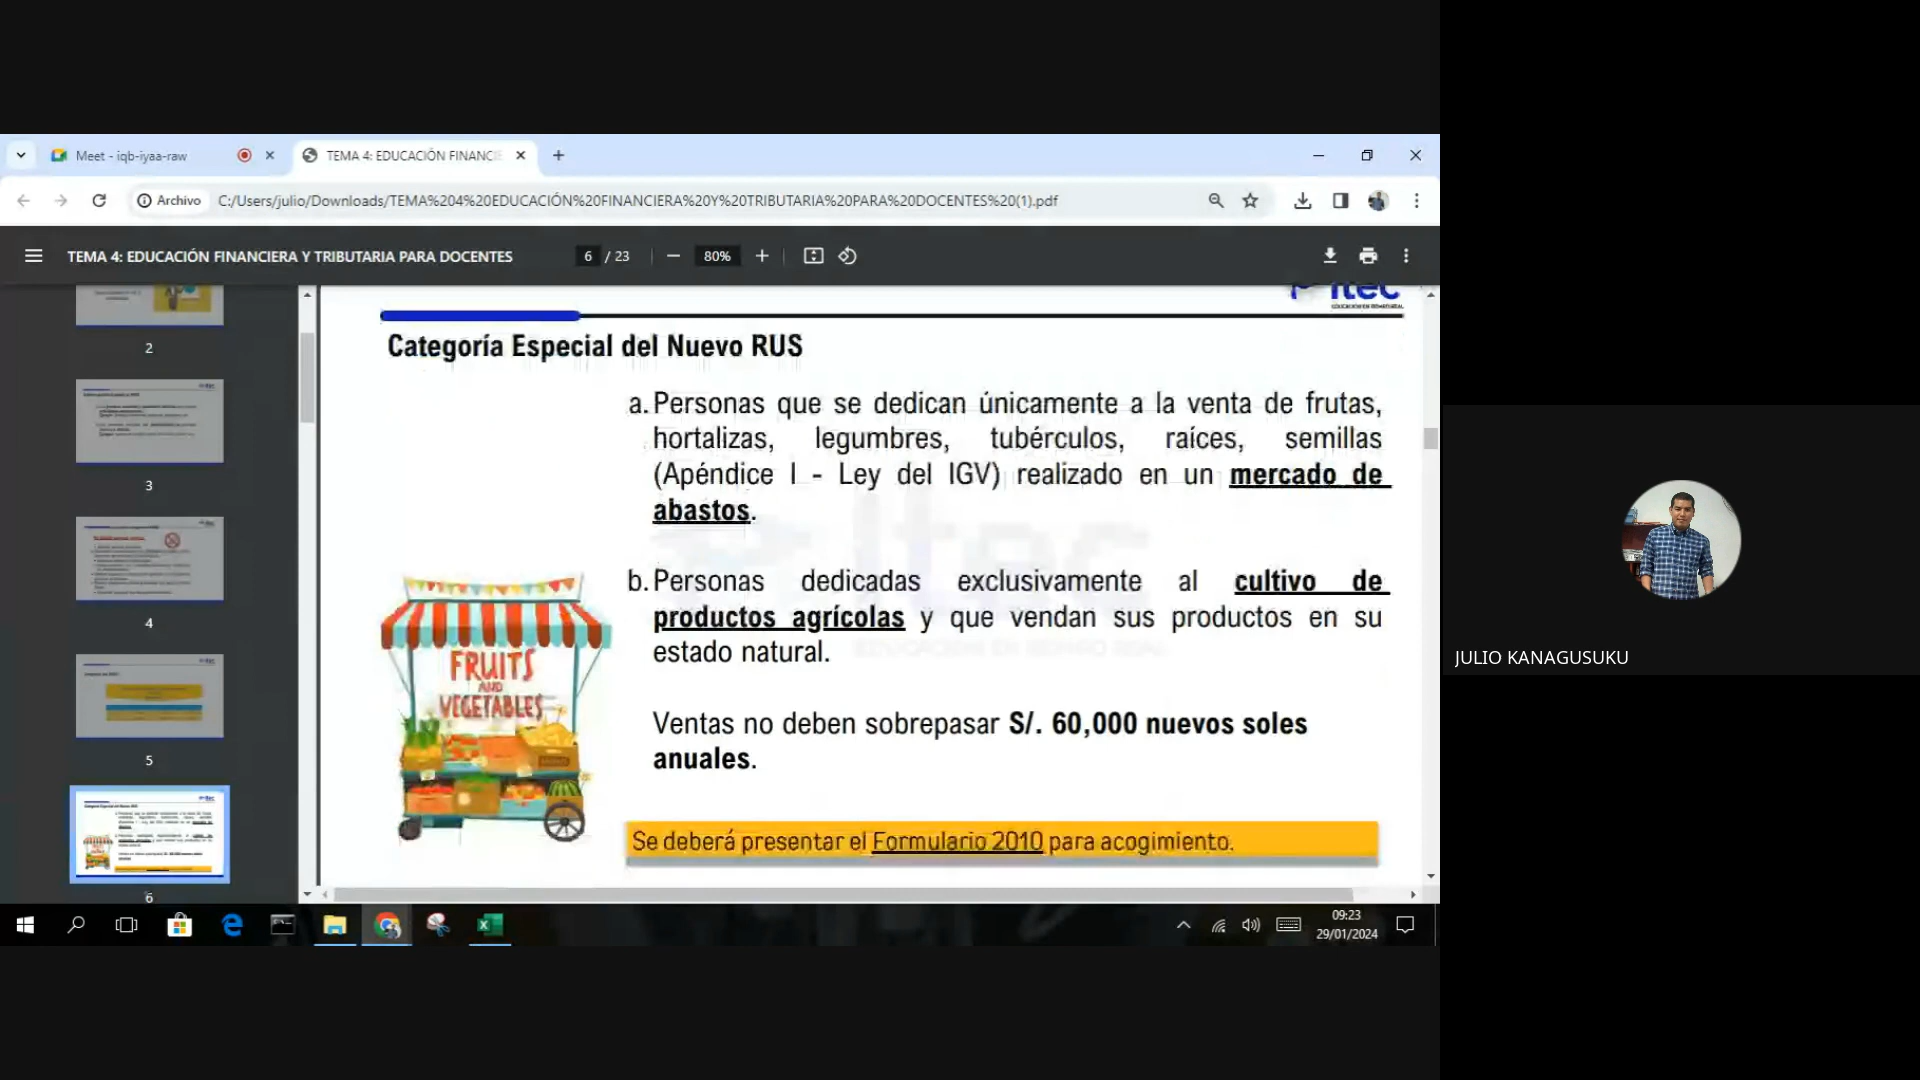 Meet - iqb-iyaa-raw
TEMA 4: EDUCACIÓN FINANCIE
Archivo
C:/Users/julio/Downloads/TEMA%204%20EDUCACIÓN%20FINANCIERA%20Y%20TRIBUTARIA%20PARA%20DOCENTES%20(1).pdf
TEMA 4: EDUCACIÓN FINANCIERA Y TRIBUTARIA PARA DOCENTES
6 / 23
80%
2
3
4
5
6
itec
Categoría Especial del Nuevo RUS
a. Personas que se dedican únicamente a la venta de frutas,
hortalizas, legumbres, tubérculos, raíces, semillas
(Apéndice I - Ley del IGV) realizado en un mercado de
abastos.
b. Personas dedicadas exclusivamente al cultivo de
productos agrícolas y que vendan sus productos en su
estado natural.
Ventas no deben sobrepasar S/. 60,000 nuevos soles
anuales.
FRUITS
AND
VEGETABLES
Se deberá presentar el Formulario 2010 para acogimiento.
JULIO KANAGUSUKU
09:23
29/01/2024